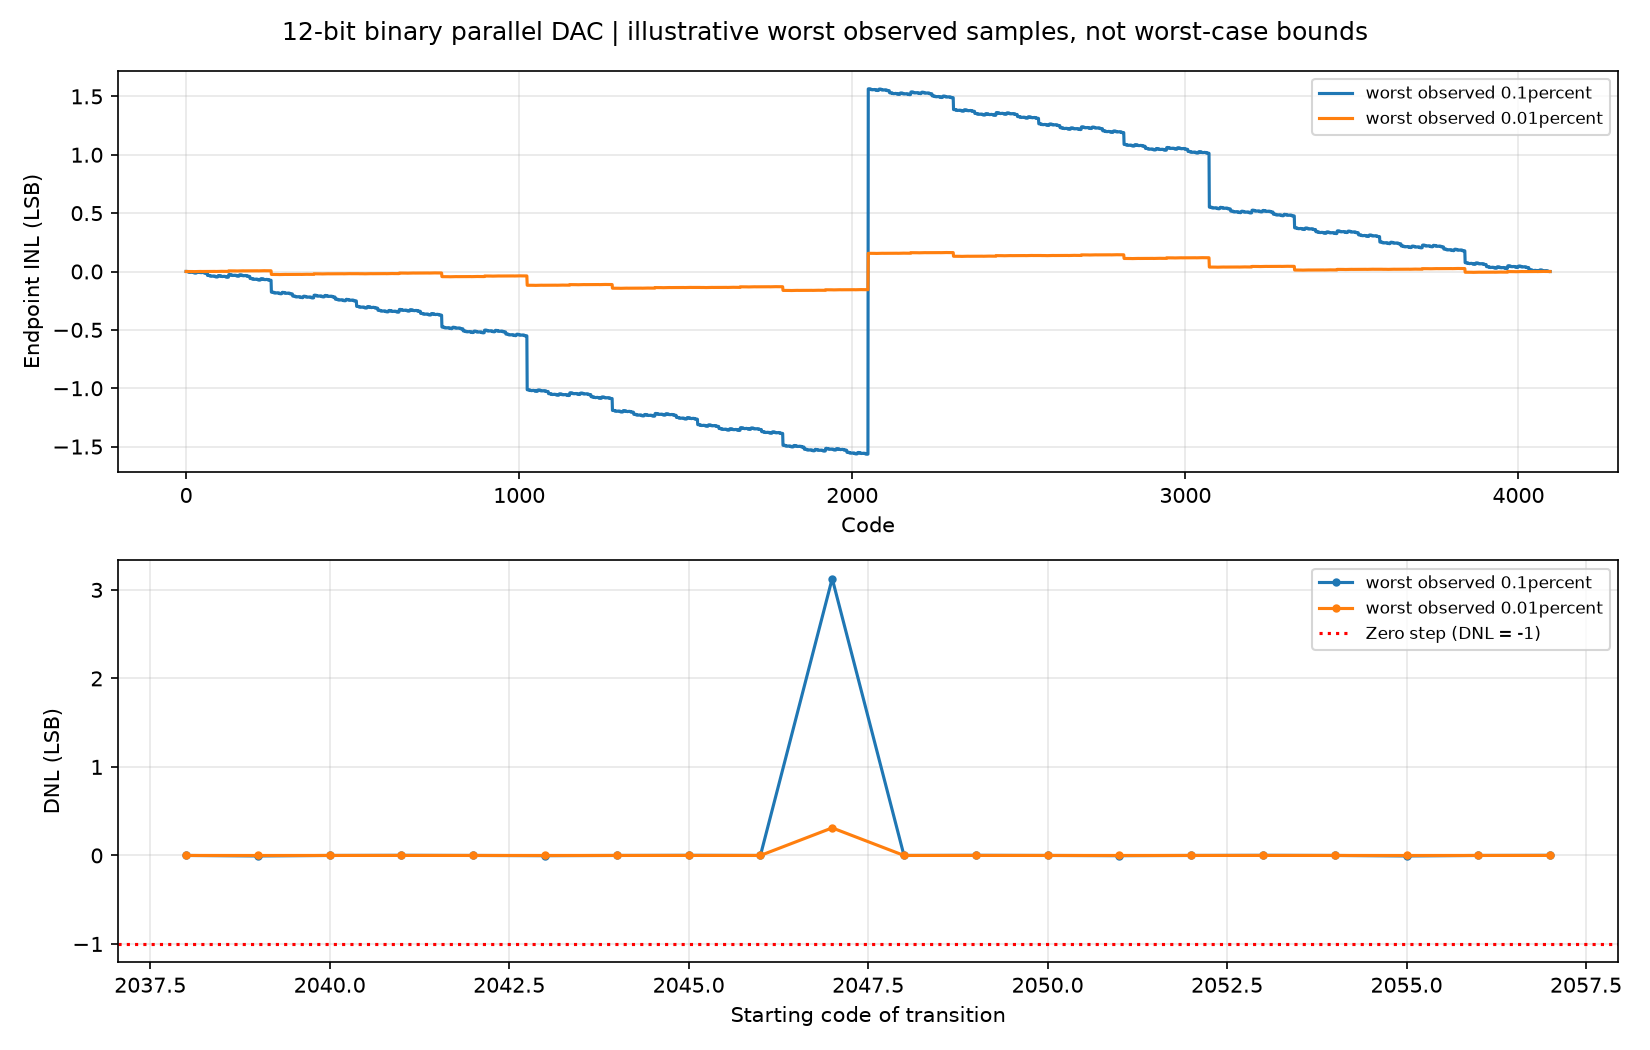 12-bit binary parallel DAC | illustrative worst observed samples, not worst-case bounds
Endpoint INL (LSB)
1.5
1.0
0.5
0.0
−0.5
−1.0
−1.5
worst observed 0.1percent
worst observed 0.01percent
0 1000 2000 3000 4000
Code
DNL (LSB)
3
2
1
0
−1
worst observed 0.1percent
worst observed 0.01percent
Zero step (DNL = -1)
2037.5 2040.0 2042.5 2045.0 2047.5 2050.0 2052.5 2055.0 2057.5
Starting code of transition